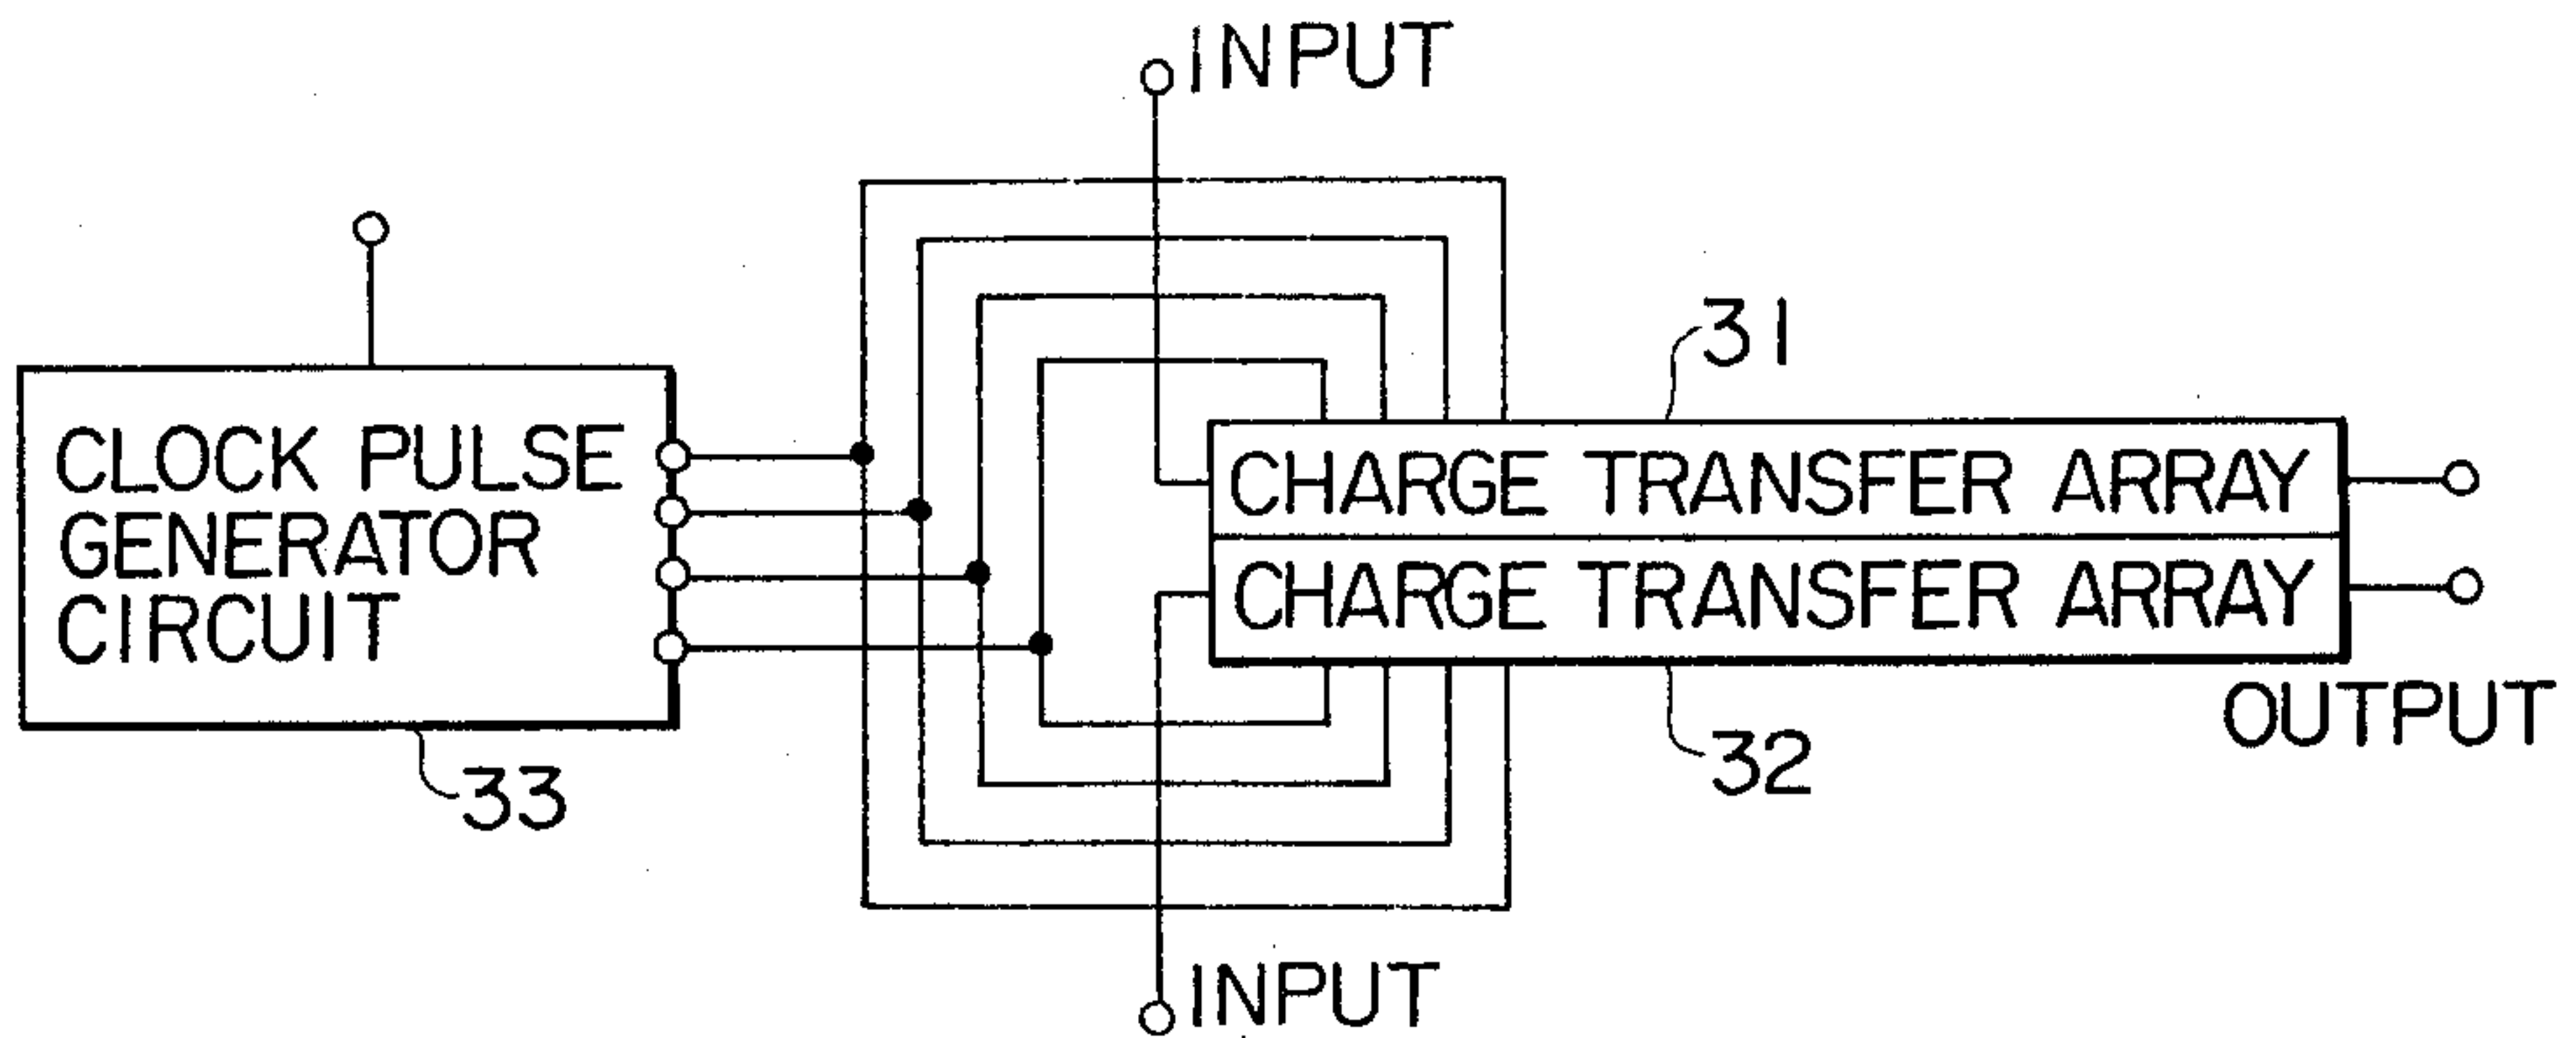 INPUT
31
CLOCK PULSE
GENERATOR
CIRCUIT
CHARGE TRANSFER ARRAY
CHARGE TRANSFER ARRAY
OUTPUT
32
33
INPUT